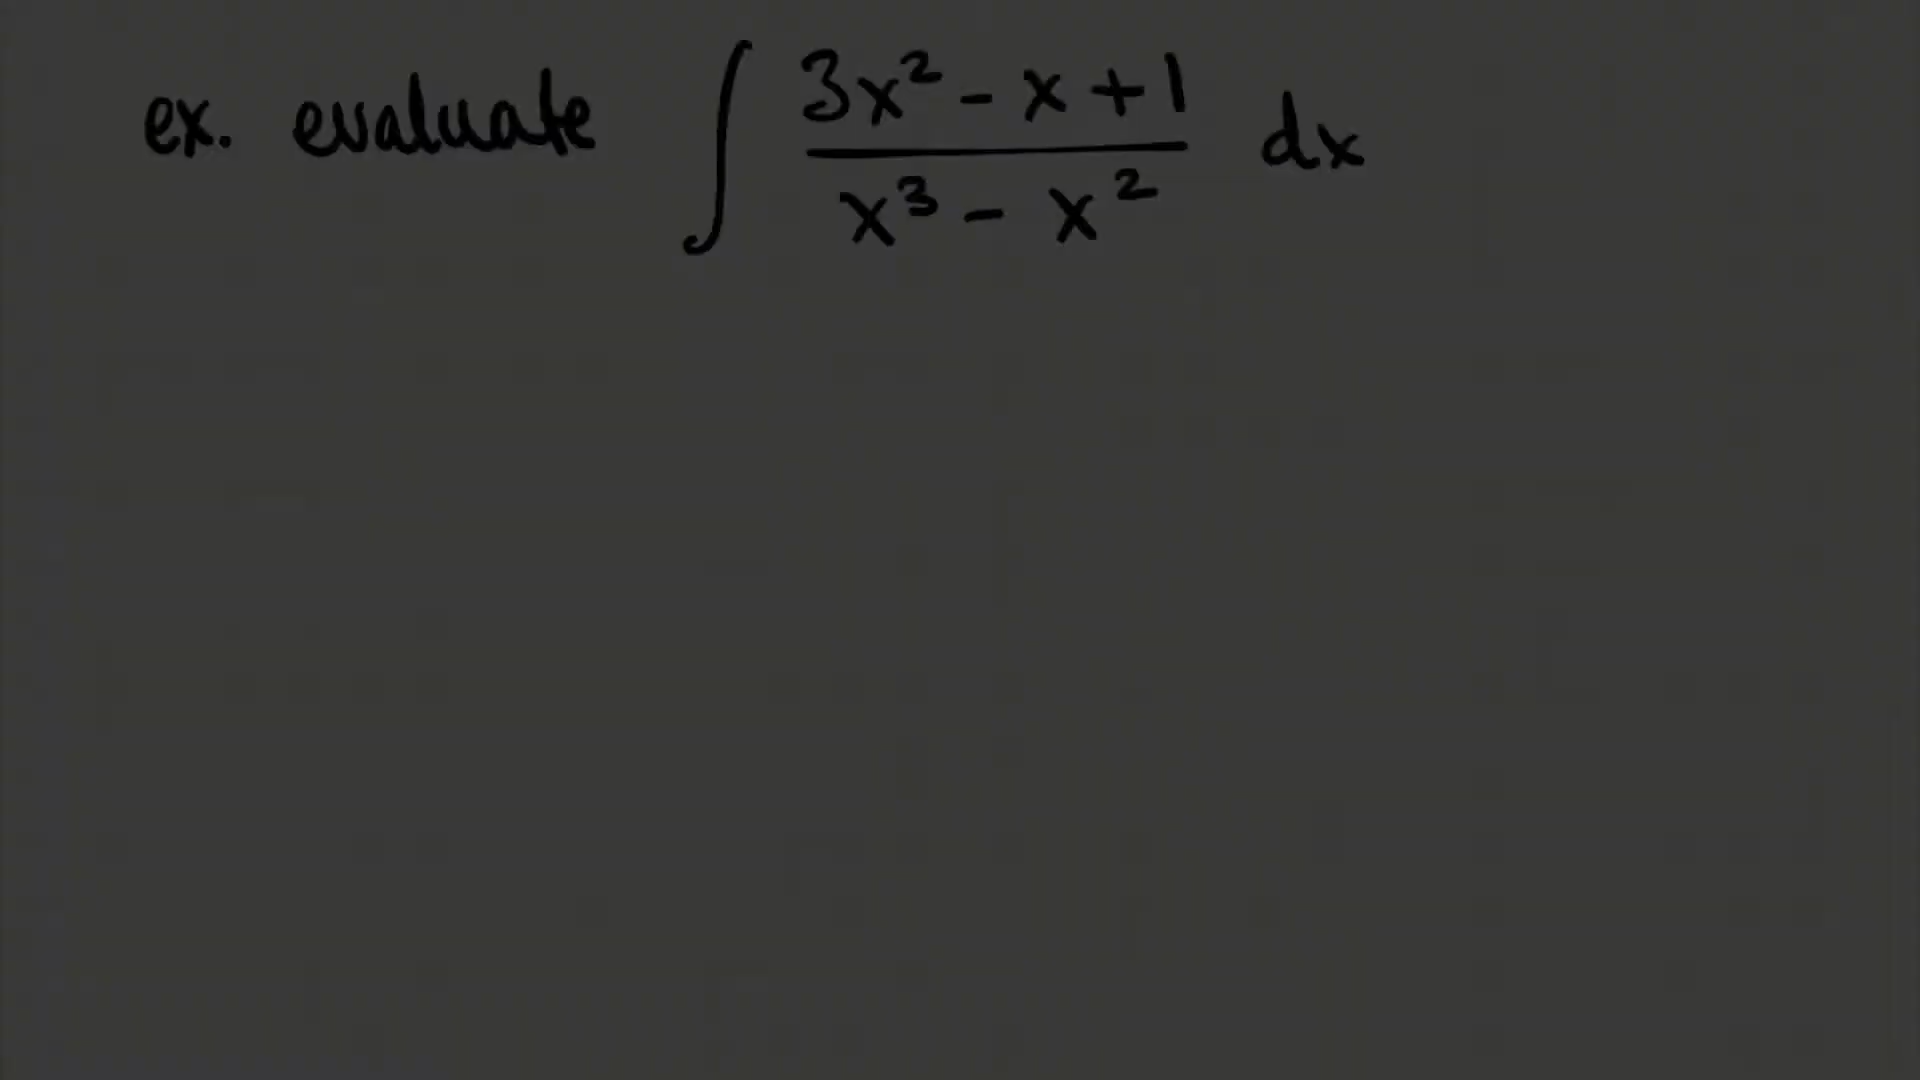 ex. evaluate ∫ (3x² - x + 1)/(x³ - x²) dx